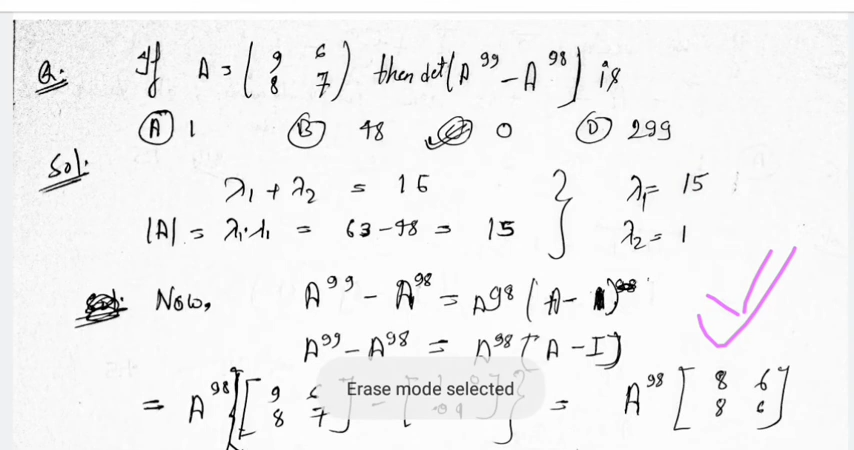 Q. If A = ( 9 6 8 7 ) then det( A^99 - A^98 ) is
(A) 1 (B) 48 (C) 0 (D) 299
Sol.
λ1 + λ2 = 16 } λ1 = 15
|A| = λ1·λ1 = 63 - 48 = 15 λ2 = 1
Now, A^99 - A^98 = A^98 ( A - 1 )
A^99 - A^98 = A^98 [ A - I ]
Erase mode selected
= A^98 { [ 9 6 8 7 ] - [ ] } = A^98 [ 8 6 8 6 ]